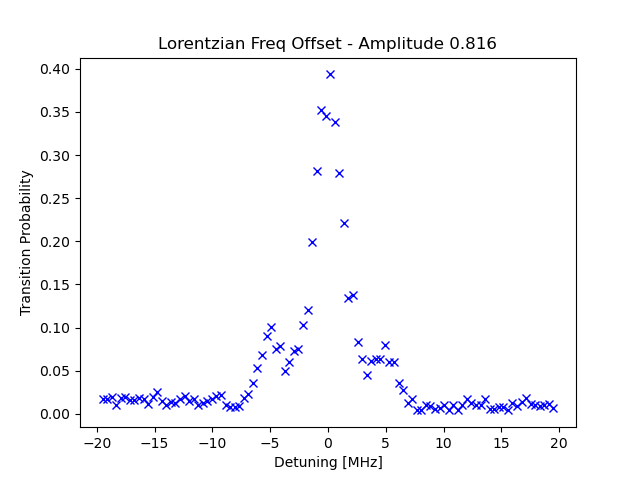 Lorentzian Freq Offset - Amplitude 0.816
Transition Probability
0.40
0.35
0.30
0.25
0.20
0.15
0.10
0.05
0.00
−20 −15 −10 −5 0 5 10 15 20
Detuning [MHz]